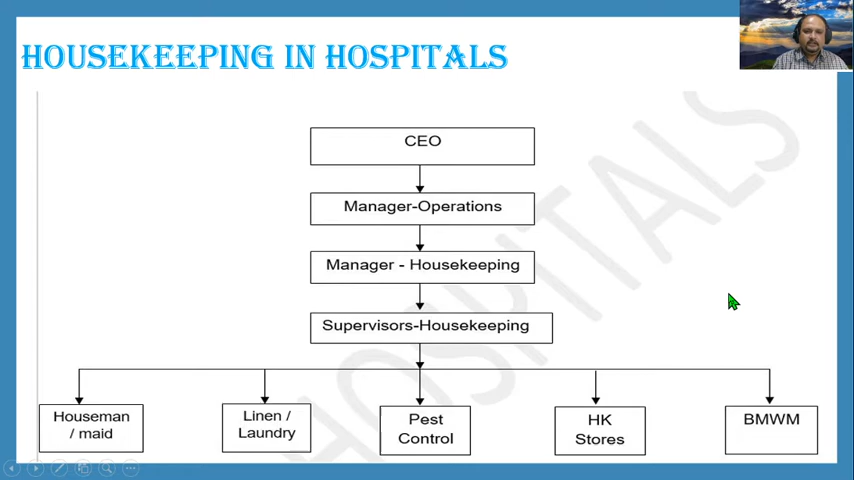 HOUSEKEEPING IN HOSPITALS
CEO
Manager-Operations
Manager - Housekeeping
Supervisors-Housekeeping
Houseman
/ maid
Linen /
Laundry
Pest
Control
HK
Stores
BMWM
HOSPITALS